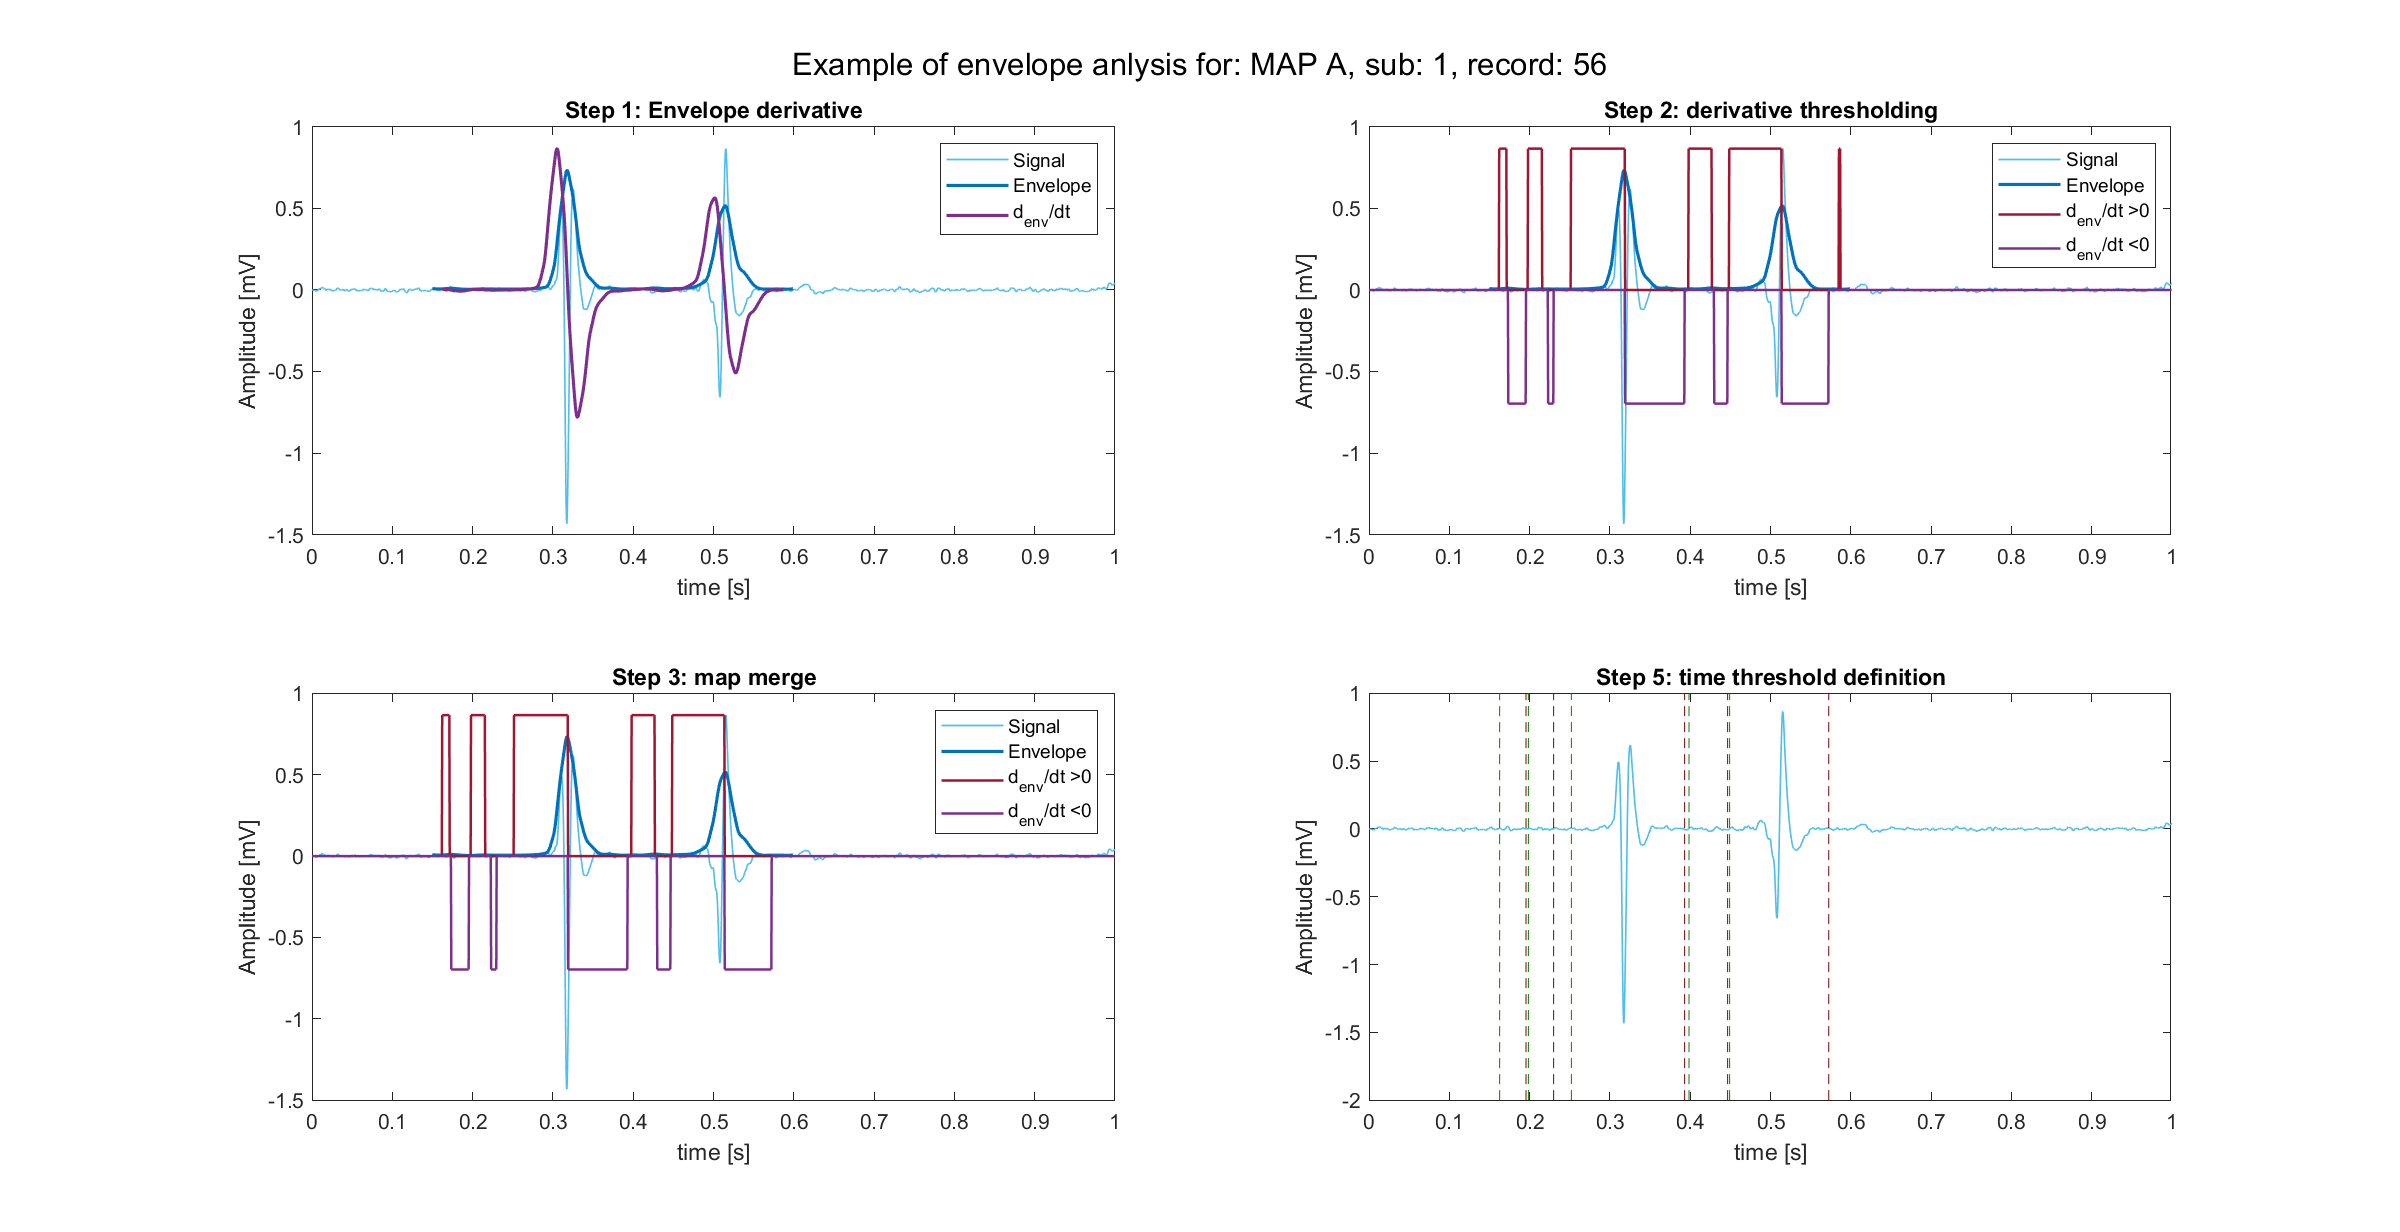 Example of envelope anlysis for: MAP A, sub: 1, record: 56
Step 1: Envelope derivative
1
0.5
0
-0.5
-1
-1.5
Amplitude [mV]
Signal
Envelope
d_env/dt
0 0.1 0.2 0.3 0.4 0.5 0.6 0.7 0.8 0.9 1
time [s]
Step 2: derivative thresholding
1
0.5
0
-0.5
-1
-1.5
Amplitude [mV]
Signal
Envelope
d_env/dt >0
d_env/dt <0
0 0.1 0.2 0.3 0.4 0.5 0.6 0.7 0.8 0.9 1
time [s]
Step 3: map merge
1
0.5
0
-0.5
-1
-1.5
Amplitude [mV]
Signal
Envelope
d_env/dt >0
d_env/dt <0
0 0.1 0.2 0.3 0.4 0.5 0.6 0.7 0.8 0.9 1
time [s]
Step 5: time threshold definition
1
0.5
0
-0.5
-1
-1.5
-2
Amplitude [mV]
0 0.1 0.2 0.3 0.4 0.5 0.6 0.7 0.8 0.9 1
time [s]